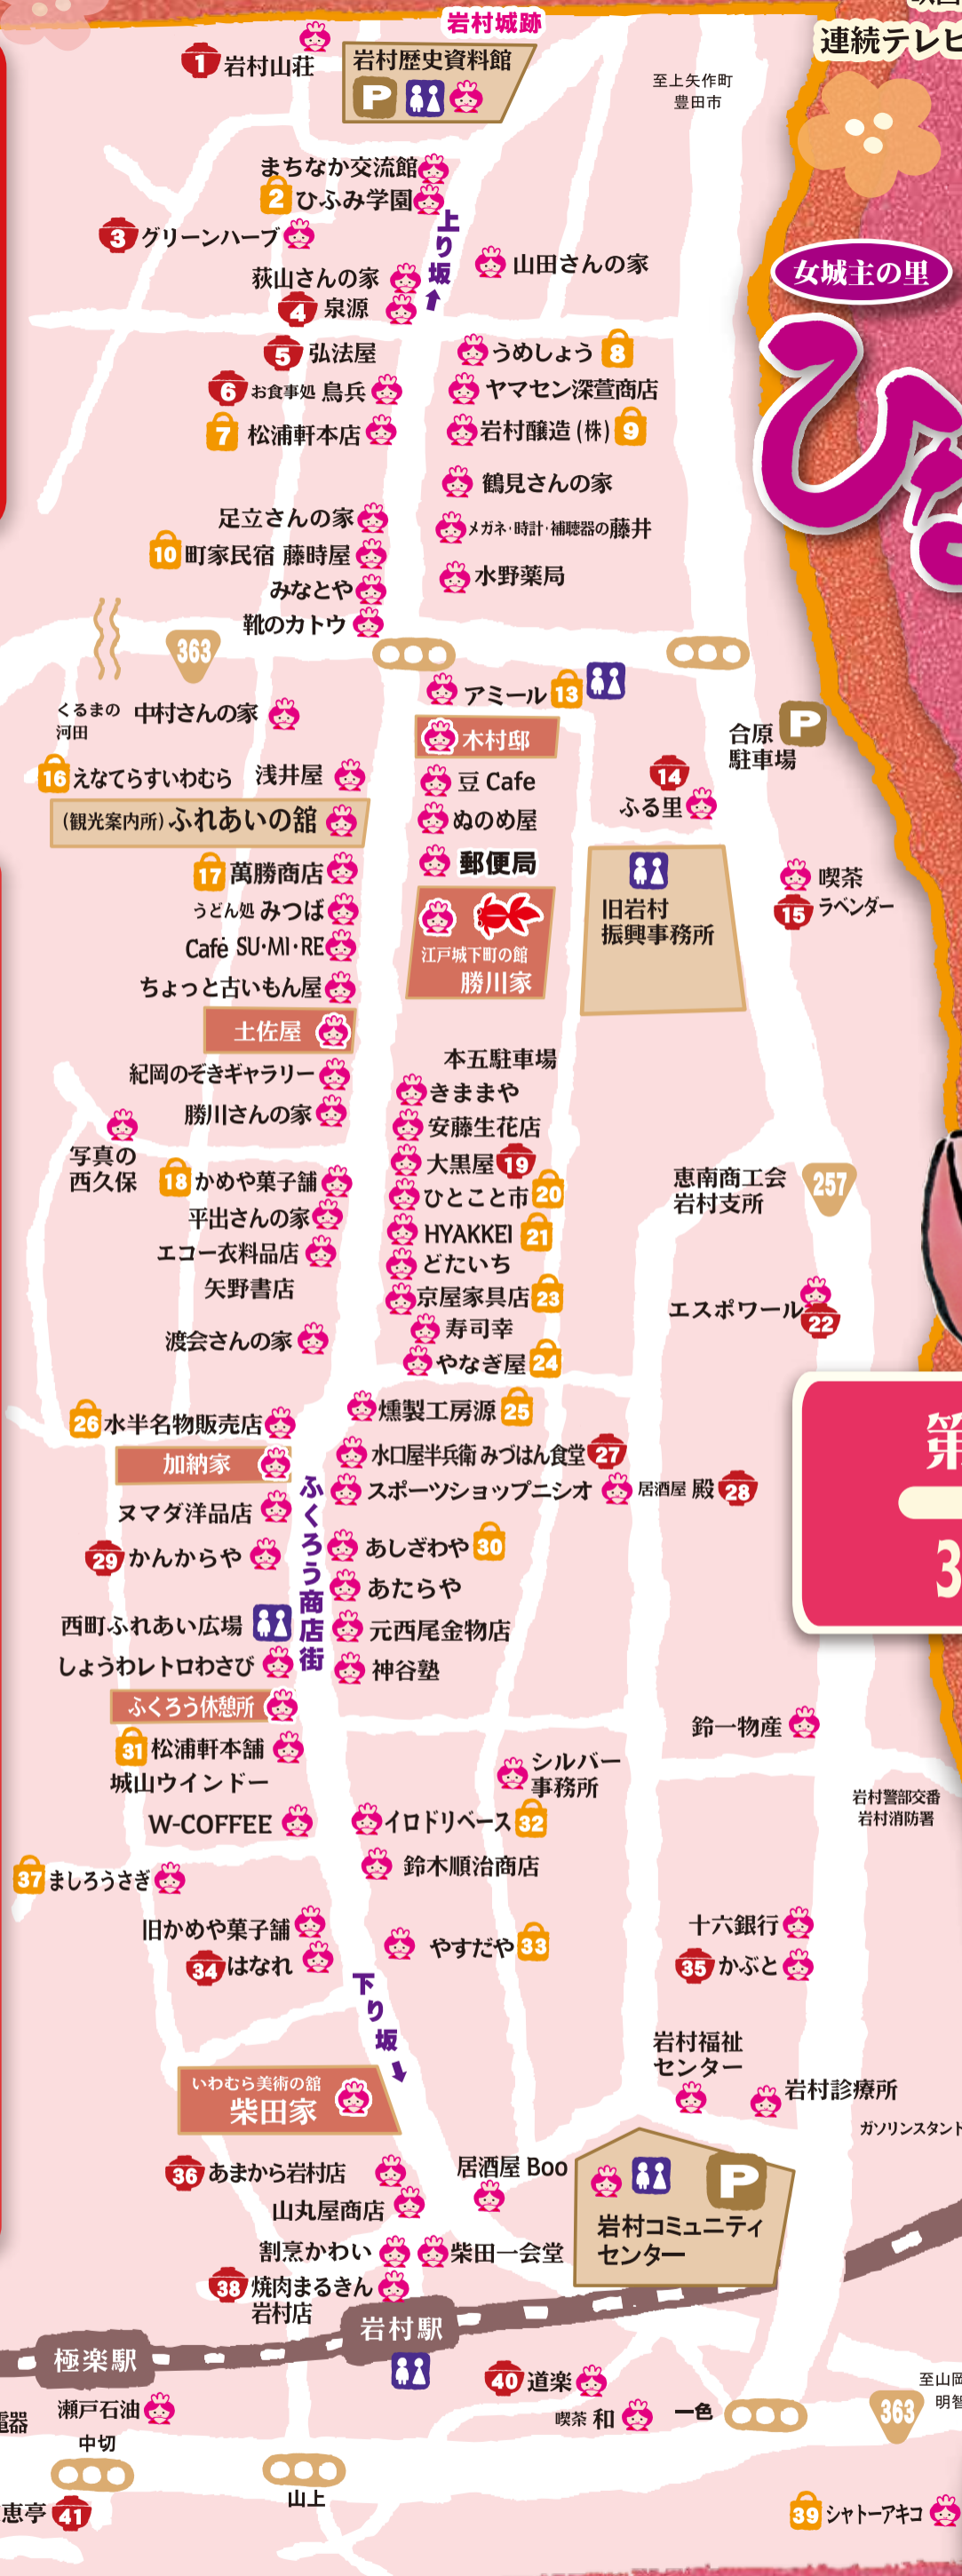 岩村城跡
連続テレビ
1 岩村山荘
岩村歴史資料館
P
至上矢作町
豊田市
まちなか交流館
2 ひふみ学園
3 グリーンハーブ
上り坂
山田さんの家
女城主の里
荻山さんの家
4 泉源
5 弘法屋
うめしょう 8
6 お食事処 鳥兵
ヤマセン深萱商店
7 松浦軒本店
岩村醸造(株) 9
ひ
鶴見さんの家
足立さんの家
メガネ・時計・補聴器の藤井
10 町家民宿 藤時屋
水野薬局
みなとや
靴のカトウ
363
アミール 13
くるまの
河田
中村さんの家
木村邸
合原
駐車場
P
16 えなてらすいわむら
浅井屋
豆 Cafe
14
ふる里
(観光案内所)ふれあいの舘
ぬのめ屋
17 萬勝商店
郵便局
喫茶
15 ラベンダー
うどん処 みつば
旧岩村
振興事務所
Café SU・MI・RE
江戸城下町の館
勝川家
ちょっと古いもん屋
土佐屋
本五駐車場
紀岡のぞきギャラリー
きままや
勝川さんの家
安藤生花店
写真の
西久保
大黒屋 19
18 かめや菓子舗
ひとこと市 20
恵南商工会
岩村支所
257
平出さんの家
HYAKKEI 21
エコー衣料品店
どたいち
矢野書店
京屋家具店 23
エスポワール 22
渡会さんの家
寿司幸
やなぎ屋 24
26 水半名物販売店
燻製工房源 25
第
加納家
水口屋半兵衛 みづはん食堂 27
ふくろう商店街
スポーツショップニシオ
居酒屋 殿 28
ヌマダ洋品店
29 かんからや
あしざわや 30
3
あたらや
西町ふれあい広場
元西尾金物店
しょうわレトロわさび
神谷塾
ふくろう休憩所
鈴一物産
31 松浦軒本舗
シルバー
事務所
城山ウインドー
岩村警部交番
岩村消防署
W-COFFEE
イロドリベース 32
37 ましろうさぎ
鈴木順治商店
旧かめや菓子舗
十六銀行
34 はなれ
やすだや 33
35 かぶと
下り坂
岩村福祉
センター
いわむら美術の舘
柴田家
岩村診療所
ガソリンスタンド
36 あまから岩村店
居酒屋 Boo
P
山丸屋商店
岩村コミュニティ
センター
割烹かわい
柴田一会堂
38 焼肉まるきん
岩村店
岩村駅
極楽駅
40 道楽
至山岡
明智
瀬戸石油
喫茶 和
一色
363
電器
中切
山上
恵亭 41
39 シャトーアキコ